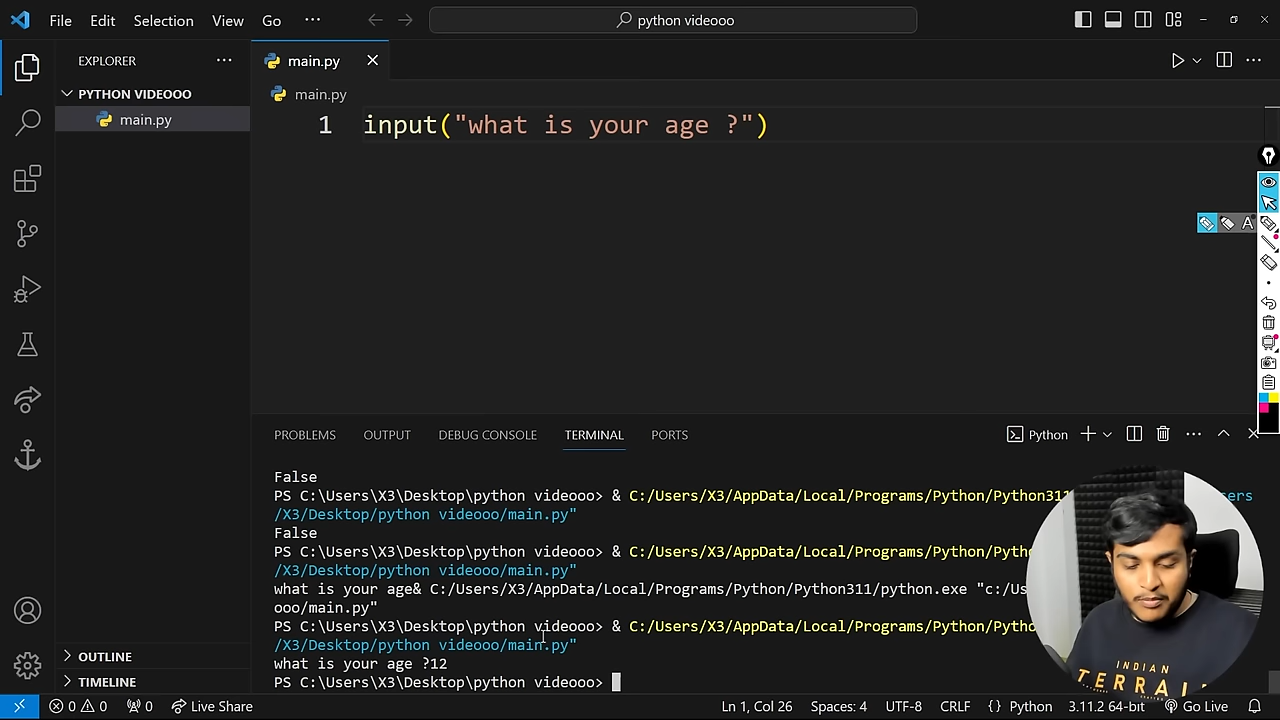 File Edit Selection View Go ··· python videooo
EXPLORER ···
PYTHON VIDEOOO
main.py
main.py
main.py
1 input("what is your age ?")
A
PROBLEMS OUTPUT DEBUG CONSOLE TERMINAL PORTS Python
False
PS C:\Users\X3\Desktop\python videooo> & C:/Users/X3/AppData/Local/Programs/Python/Python311 ers
/X3/Desktop/python videooo/main.py"
False
PS C:\Users\X3\Desktop\python videooo> & C:/Users/X3/AppData/Local/Programs/Python/Pytho
/X3/Desktop/python videooo/main.py"
what is your age& C:/Users/X3/AppData/Local/Programs/Python/Python311/python.exe "c:/Us
ooo/main.py"
PS C:\Users\X3\Desktop\python videooo> & C:/Users/X3/AppData/Local/Programs/Python/Pytho
/X3/Desktop/python videooo/main.py"
what is your age ?12
PS C:\Users\X3\Desktop\python videooo>
INDIAN
TERRAI
OUTLINE
TIMELINE
0 0 0 Live Share Ln 1, Col 26 Spaces: 4 UTF-8 CRLF {} Python 3.11.2 64-bit Go Live